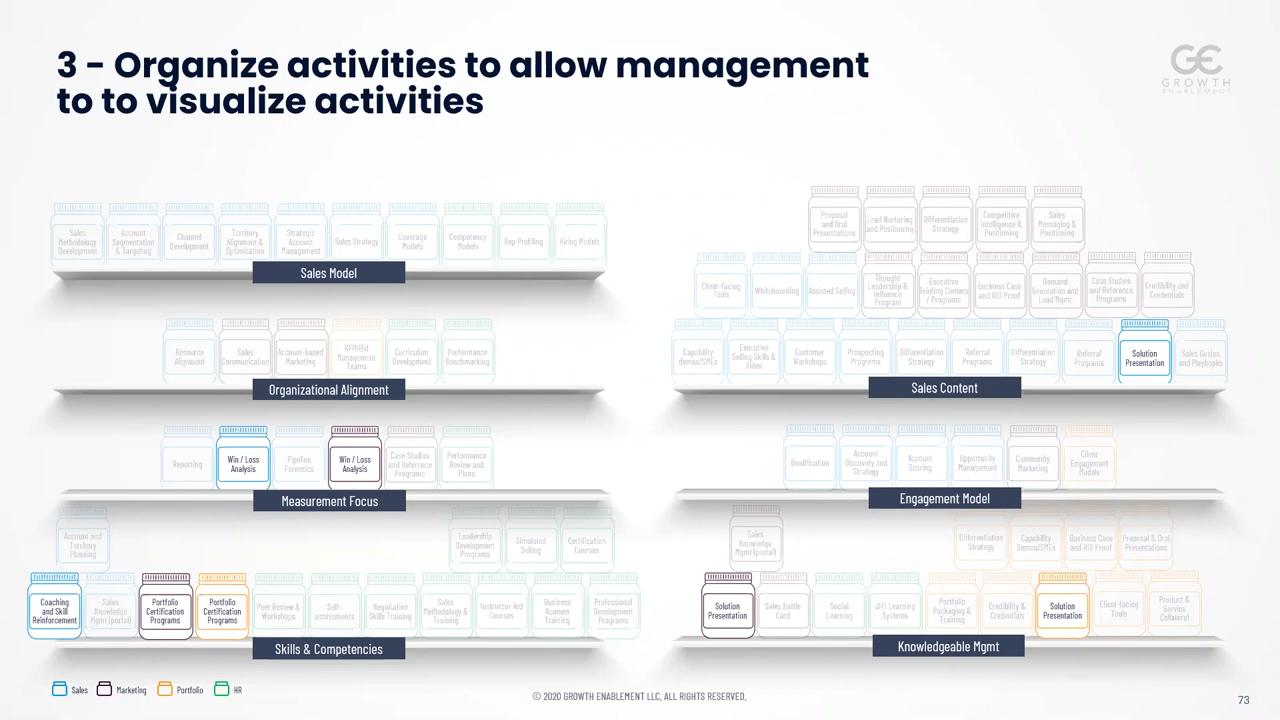 3 - Organize activities to allow management
to to visualize activities
GROWTH
ENABLEMENT
Sales
Methodology
Development
Account
Segmentation
& Targeting
Channel
Development
Territory
Alignment &
Optimization
Strategic
Account
Management
Sales Strategy
Coverage
Models
Competency
Models
Rep Profiling
Hiring Models
Sales Model
Proposal
and Oral
Presentations
Lead Nurturing
and Positioning
Differentiation
Strategy
Competitive
Intelligence &
Positioning
Sales
Messaging &
Positioning
Client-facing
Tools
Whiteboarding
Assisted Selling
Thought
Leadership &
Influence
Program
Executive
Briefing Centers
/ Programs
Business Case
and ROI Proof
Demand
Generation and
Lead Mgmt
Case Studies
and Reference
Programs
Credibility and
Credentials
Capability
demos/SMEs
Executive
Selling Skills &
Aides
Customer
Workshops
Prospecting
Programs
Differentiation
Strategy
Referral
Programs
Differentiation
Strategy
Referral
Programs
Solution
Presentation
Sales Guides
and Playbooks
Sales Content
Resource
Alignment
Sales
Communication
Account-based
Marketing
RFP/Bid
Management
Teams
Curriculum
Development
Performance
Benchmarking
Organizational Alignment
Reporting
Win / Loss
Analysis
Pipeline
Forensics
Win / Loss
Analysis
Case Studies
and Reference
Programs
Performance
Review and
Plans
Measurement Focus
Qualification
Account
Discovery and
Strategy
Account
Scoring
Opportunity
Management
Community
Marketing
Client
Engagement
Models
Engagement Model
Account and
Territory
Planning
Leadership
Development
Programs
Simulated
Selling
Certification
Courses
Coaching
and Skill
Reinforcement
Sales
Knowledge
Mgmt (portal)
Portfolio
Certification
Programs
Portfolio
Certification
Programs
Peer Review &
Workshops
Self-
assessments
Negotiation
Skills Training
Sales
Methodology &
Training
Instructor-led
Courses
Business
Acumen
Training
Professional
Development
Programs
Skills & Competencies
Sales
Knowledge
Mgmt (portal)
Differentiation
Strategy
Capability
Demos/SMEs
Business Case
and ROI Proof
Proposal & Oral
Presentations
Solution
Presentation
Sales Battle
Card
Social
Learning
JIT Learning
Systems
Portfolio
Packaging &
Training
Credibility &
Credentials
Solution
Presentation
Client-facing
Tools
Product &
Service
Collateral
Knowledgeable Mgmt
Sales
Marketing
Portfolio
HR
© 2020 GROWTH ENABLEMENT LLC. ALL RIGHTS RESERVED.
73